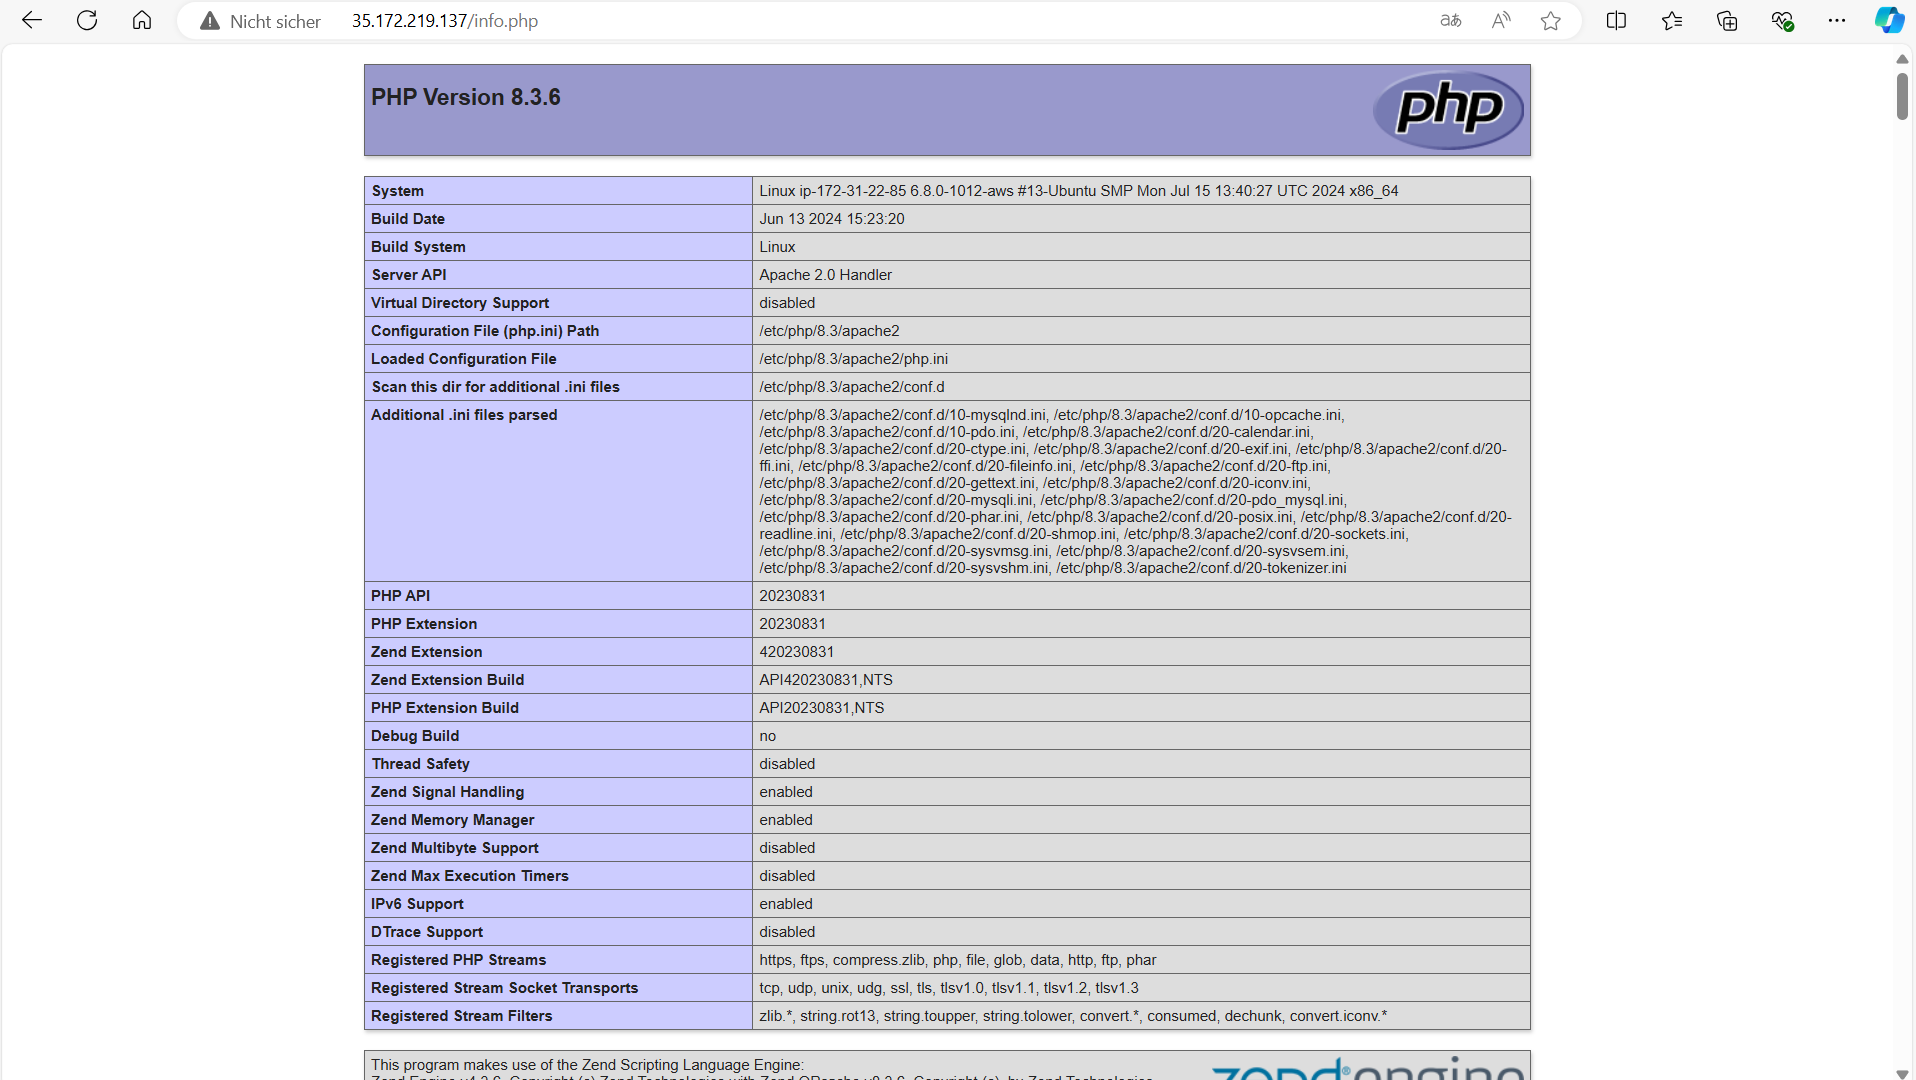 Nicht sicher 35.172.219.137/info.php
PHP Version 8.3.6
php
System Linux ip-172-31-22-85 6.8.0-1012-aws #13-Ubuntu SMP Mon Jul 15 13:40:27 UTC 2024 x86_64
Build Date Jun 13 2024 15:23:20
Build System Linux
Server API Apache 2.0 Handler
Virtual Directory Support disabled
Configuration File (php.ini) Path /etc/php/8.3/apache2
Loaded Configuration File /etc/php/8.3/apache2/php.ini
Scan this dir for additional .ini files /etc/php/8.3/apache2/conf.d
Additional .ini files parsed /etc/php/8.3/apache2/conf.d/10-mysqlnd.ini, /etc/php/8.3/apache2/conf.d/10-opcache.ini,
/etc/php/8.3/apache2/conf.d/10-pdo.ini, /etc/php/8.3/apache2/conf.d/20-calendar.ini,
/etc/php/8.3/apache2/conf.d/20-ctype.ini, /etc/php/8.3/apache2/conf.d/20-exif.ini, /etc/php/8.3/apache2/conf.d/20-
ffi.ini, /etc/php/8.3/apache2/conf.d/20-fileinfo.ini, /etc/php/8.3/apache2/conf.d/20-ftp.ini,
/etc/php/8.3/apache2/conf.d/20-gettext.ini, /etc/php/8.3/apache2/conf.d/20-iconv.ini,
/etc/php/8.3/apache2/conf.d/20-mysqli.ini, /etc/php/8.3/apache2/conf.d/20-pdo_mysql.ini,
/etc/php/8.3/apache2/conf.d/20-phar.ini, /etc/php/8.3/apache2/conf.d/20-posix.ini, /etc/php/8.3/apache2/conf.d/20-
readline.ini, /etc/php/8.3/apache2/conf.d/20-shmop.ini, /etc/php/8.3/apache2/conf.d/20-sockets.ini,
/etc/php/8.3/apache2/conf.d/20-sysvmsg.ini, /etc/php/8.3/apache2/conf.d/20-sysvsem.ini,
/etc/php/8.3/apache2/conf.d/20-sysvshm.ini, /etc/php/8.3/apache2/conf.d/20-tokenizer.ini
PHP API 20230831
PHP Extension 20230831
Zend Extension 420230831
Zend Extension Build API420230831,NTS
PHP Extension Build API20230831,NTS
Debug Build no
Thread Safety disabled
Zend Signal Handling enabled
Zend Memory Manager enabled
Zend Multibyte Support disabled
Zend Max Execution Timers disabled
IPv6 Support enabled
DTrace Support disabled
Registered PHP Streams https, ftps, compress.zlib, php, file, glob, data, http, ftp, phar
Registered Stream Socket Transports tcp, udp, unix, udg, ssl, tls, tlsv1.0, tlsv1.1, tlsv1.2, tlsv1.3
Registered Stream Filters zlib.*, string.rot13, string.toupper, string.tolower, convert.*, consumed, dechunk, convert.iconv.*
This program makes use of the Zend Scripting Language Engine:
Zend Engine v4.3.6, Copyright (c) Zend Technologies with Zend OPcache v8.3.6, Copyright (c), by Zend Technologies
zend engine